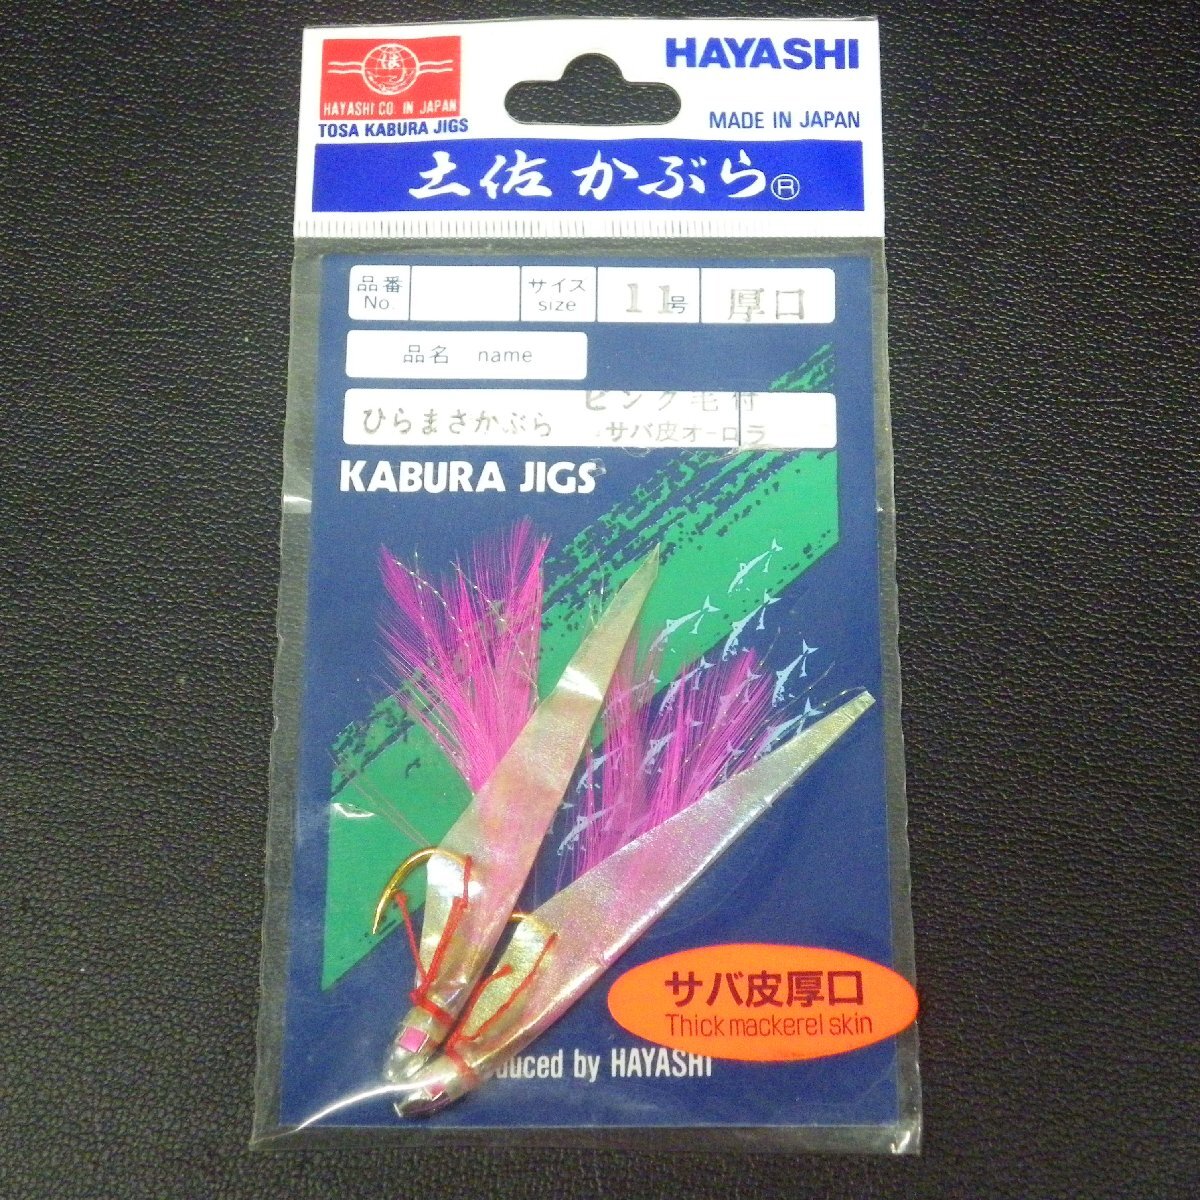 HAYASHI CO. IN JAPAN
TOSA KABURA JIGS
HAYASHI
MADE IN JAPAN
土佐かぶら®
品番 サイス 11号 厚口
No. size
品名 name
ピンク毛付
ひらまさかぶら サバ皮オーロラ
KABURA JIGS
サバ皮厚口
Thick mackerel skin
by HAYASHI